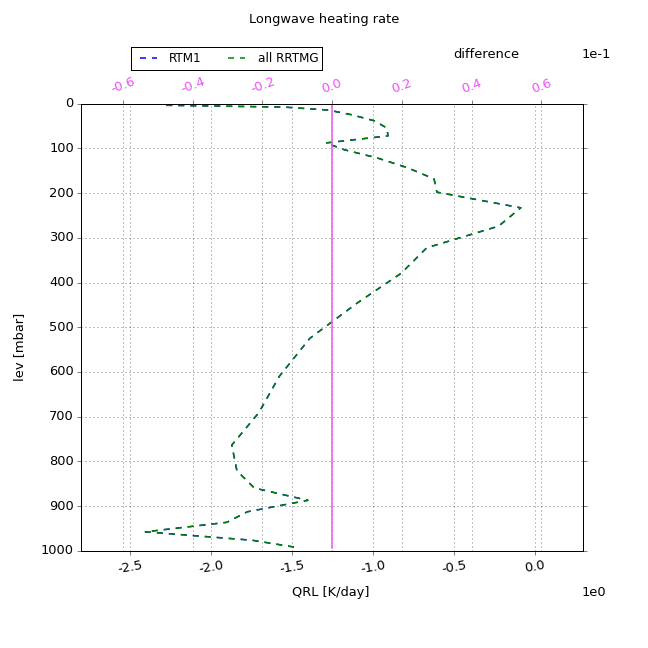 Longwave heating rate
RTM1 all RRTMG difference 1e-1
-0.6 -0.4 -0.2 0.0 0.2 0.4 0.6
0
100
200
300
400
500
600
700
800
900
1000
lev [mbar]
-2.5 -2.0 -1.5 -1.0 -0.5 0.0
QRL [K/day] 1e0